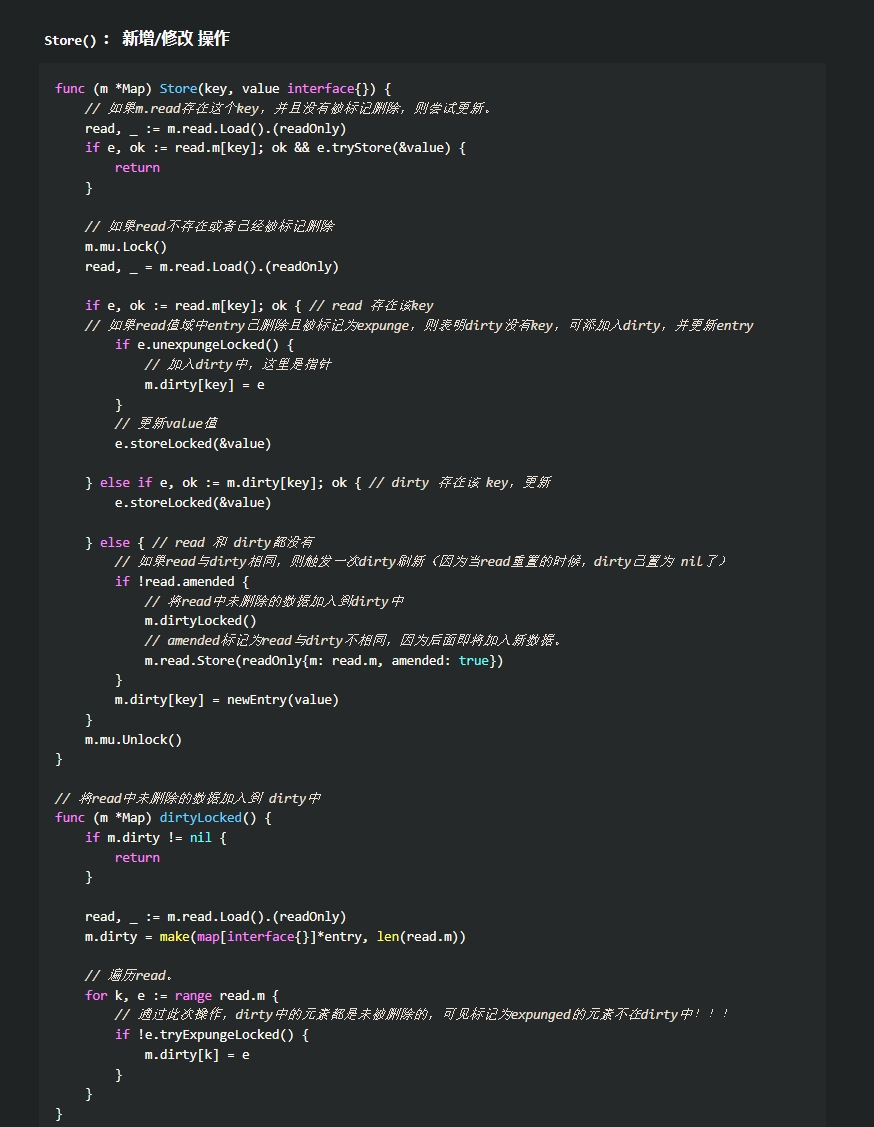 Store()： 新增/修改 操作
func (m *Map) Store(key, value interface{}) {
    // 如果m.read存在这个key，并且没有被标记删除，则尝试更新。
    read, _ := m.read.Load().(readOnly)
    if e, ok := read.m[key]; ok && e.tryStore(&value) {
        return
    }

    // 如果read不存在或者已经被标记删除
    m.mu.Lock()
    read, _ = m.read.Load().(readOnly)

    if e, ok := read.m[key]; ok { // read 存在该key
    // 如果read值域中entry已删除且被标记为expunge，则表明dirty没有key，可添加入dirty，并更新entry
        if e.unexpungeLocked() {
            // 加入dirty中，这里是指针
            m.dirty[key] = e
        }
        // 更新value值
        e.storeLocked(&value)

    } else if e, ok := m.dirty[key]; ok { // dirty 存在该 key，更新
        e.storeLocked(&value)

    } else { // read 和 dirty都没有
        // 如果read与dirty相同，则触发一次dirty刷新（因为当read重置的时候，dirty已置为 nil了）
        if !read.amended {
            // 将read中未删除的数据加入到dirty中
            m.dirtyLocked()
            // amended标记为read与dirty不相同，因为后面即将加入新数据。
            m.read.Store(readOnly{m: read.m, amended: true})
        }
        m.dirty[key] = newEntry(value)
    }
    m.mu.Unlock()
}

// 将read中未删除的数据加入到 dirty中
func (m *Map) dirtyLocked() {
    if m.dirty != nil {
        return
    }

    read, _ := m.read.Load().(readOnly)
    m.dirty = make(map[interface{}]*entry, len(read.m))

    // 遍历read。
    for k, e := range read.m {
        // 通过此次操作，dirty中的元素都是未被删除的，可见标记为expunged的元素不在dirty中！！！
        if !e.tryExpungeLocked() {
            m.dirty[k] = e
        }
    }
}